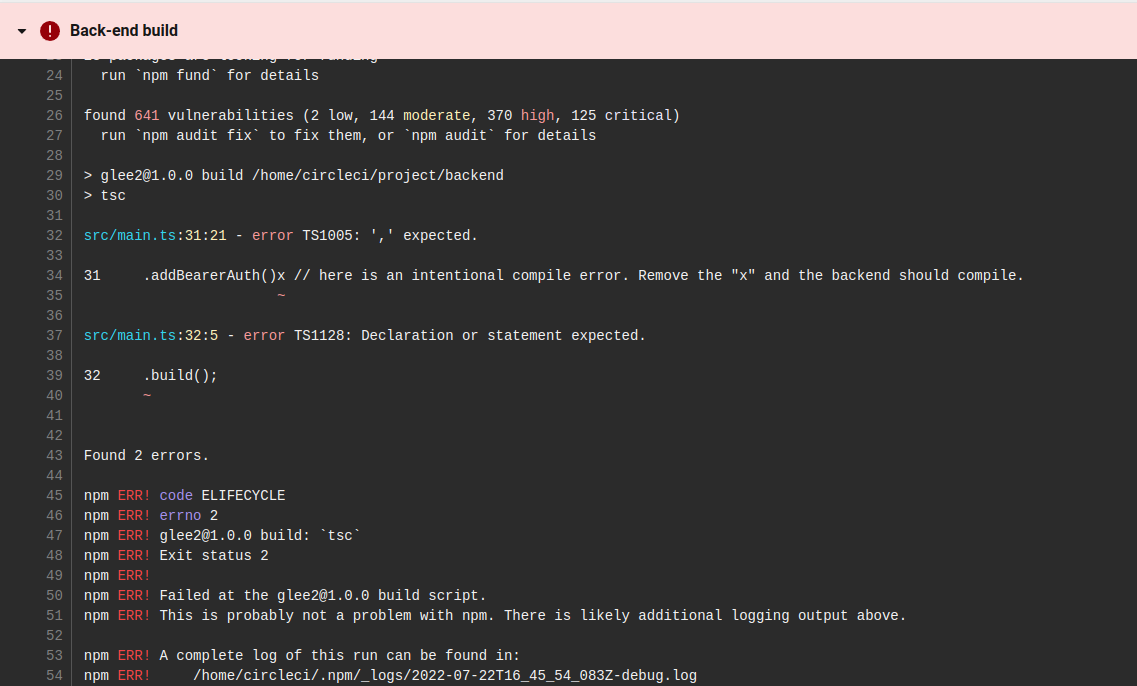 Back-end build
24 run `npm fund` for details
25
26 found 641 vulnerabilities (2 low, 144 moderate, 370 high, 125 critical)
27 run `npm audit fix` to fix them, or `npm audit` for details
28
29 > glee2@1.0.0 build /home/circleci/project/backend
30 > tsc
31
32 src/main.ts:31:21 - error TS1005: ',' expected.
33
34 31 .addBearerAuth()x // here is an intentional compile error. Remove the "x" and the backend should compile.
35 ~
36
37 src/main.ts:32:5 - error TS1128: Declaration or statement expected.
38
39 32 .build();
40 ~
41
42
43 Found 2 errors.
44
45 npm ERR! code ELIFECYCLE
46 npm ERR! errno 2
47 npm ERR! glee2@1.0.0 build: `tsc`
48 npm ERR! Exit status 2
49 npm ERR!
50 npm ERR! Failed at the glee2@1.0.0 build script.
51 npm ERR! This is probably not a problem with npm. There is likely additional logging output above.
52
53 npm ERR! A complete log of this run can be found in:
54 npm ERR! /home/circleci/.npm/_logs/2022-07-22T16_45_54_083Z-debug.log